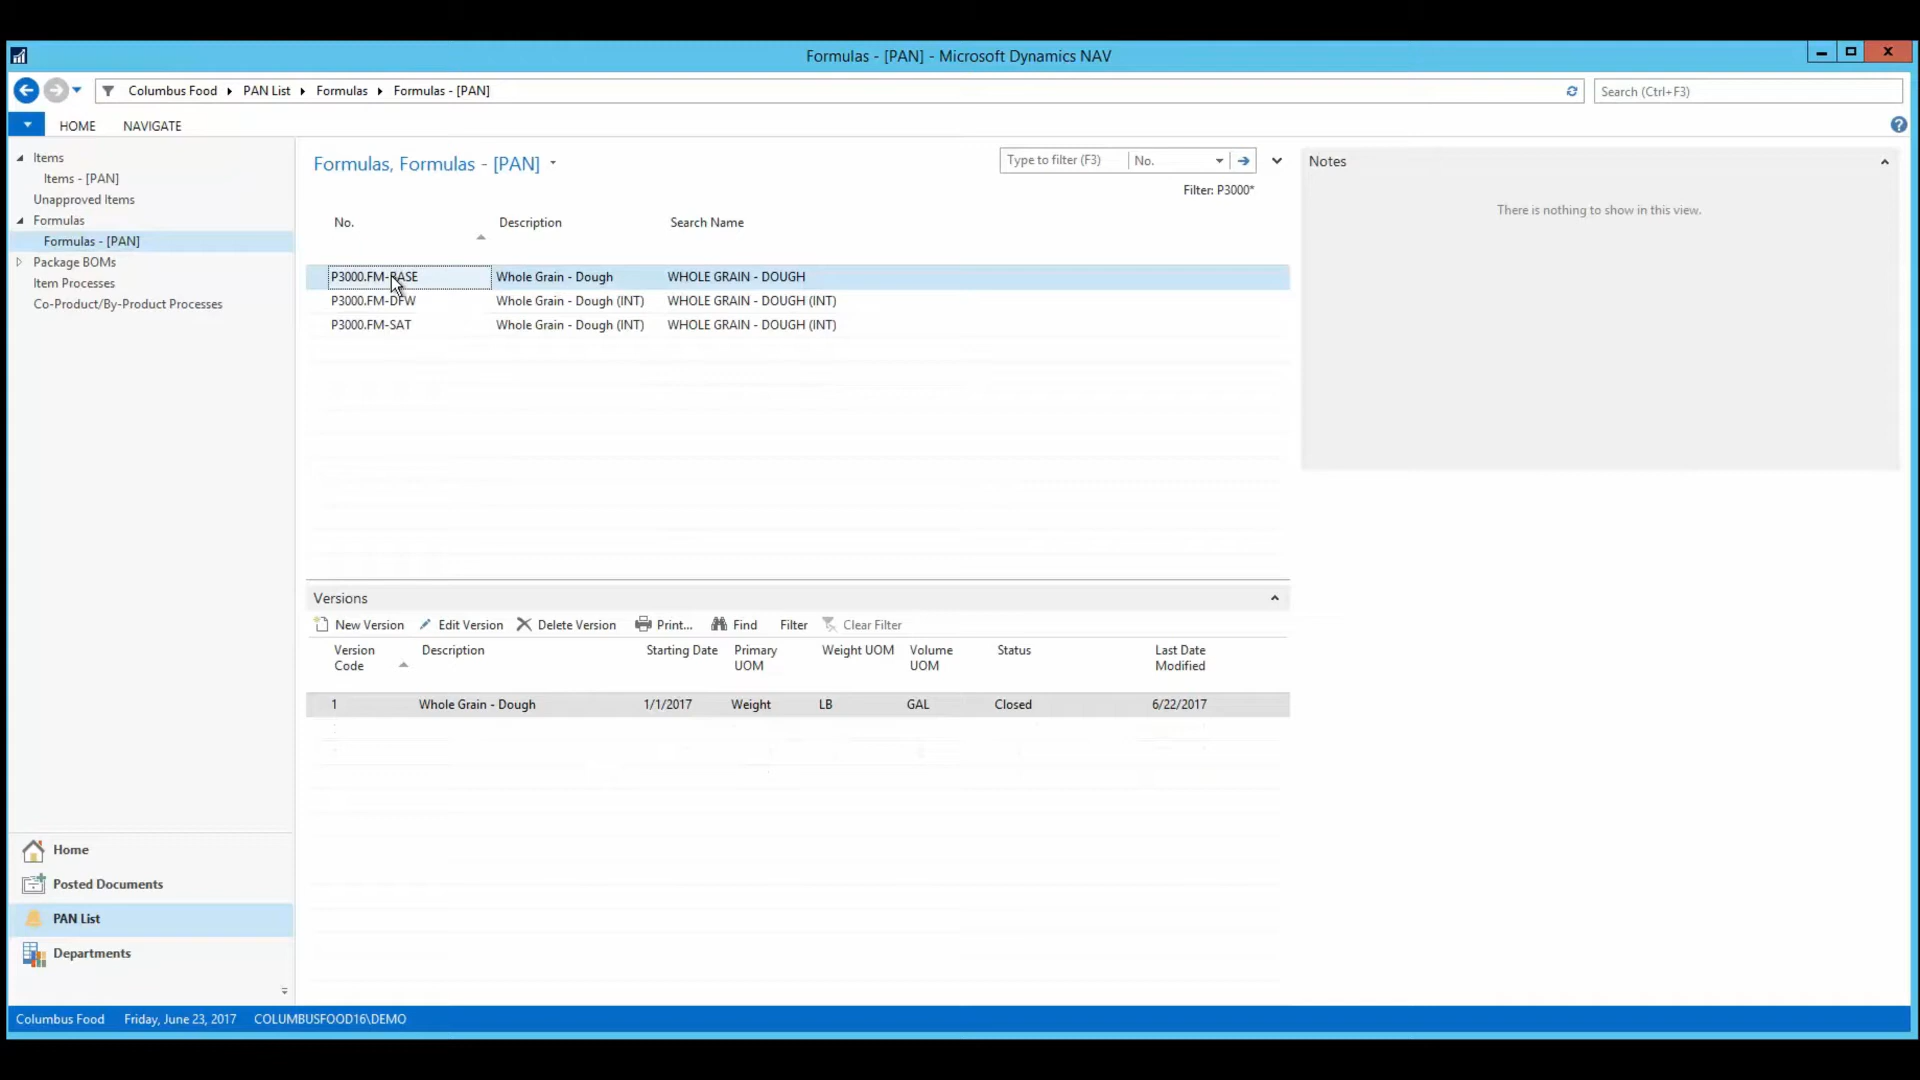 Formulas - [PAN] - Microsoft Dynamics NAV
Columbus Food PAN List Formulas Formulas - [PAN]
Search (Ctrl+F3)
HOME NAVIGATE
Items
Items - [PAN]
Unapproved Items
Formulas
Formulas - [PAN]
Package BOMs
Item Processes
Co-Product/By-Product Processes
Home
Posted Documents
PAN List
Departments
Formulas, Formulas - [PAN]
Type to filter (F3) No.
Filter: P3000*
No. Description Search Name
P3000.FM-BASE Whole Grain - Dough WHOLE GRAIN - DOUGH
P3000.FM-DFW Whole Grain - Dough (INT) WHOLE GRAIN - DOUGH (INT)
P3000.FM-SAT Whole Grain - Dough (INT) WHOLE GRAIN - DOUGH (INT)
Versions
New Version Edit Version Delete Version Print... Find Filter Clear Filter
Version Code Description Starting Date Primary UOM Weight UOM Volume UOM Status Last Date Modified
1 Whole Grain - Dough 1/1/2017 Weight LB GAL Closed 6/22/2017
Notes
There is nothing to show in this view.
Columbus Food Friday, June 23, 2017 COLUMBUSFOOD16\DEMO